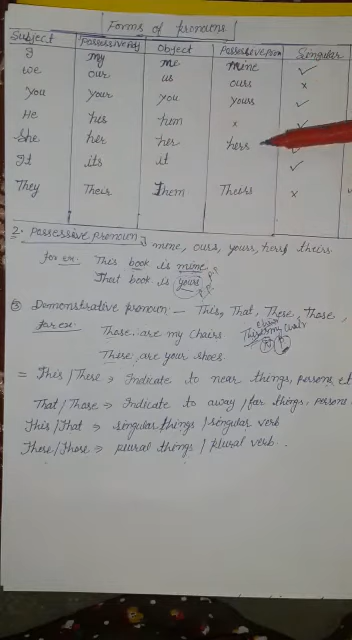 Forms of pronouns
Subject Possessive Adj Object Possessive Pron Singular
I my me mine ✓
We our us ours ×
You your you yours ✓
He hes him × ✓
She her her hers ✓
It its it ✓
They Their Them Theirs ×
2. Possessive pronoun → mine, ours, yours, hers, theirs.
for ex. This book is mine.
That book is yours
③ Demonstrative pronoun — This, That, These, Those,
for ex. Those are my chairs.
These are your shoes.
= This/These ⇒ Indicate to near things, persons, et
That/Those ⇒ Indicate to away/far things, persons
This/That ⇒ singular things / singular verb
These/Those ⇒ plural things / plural verb.